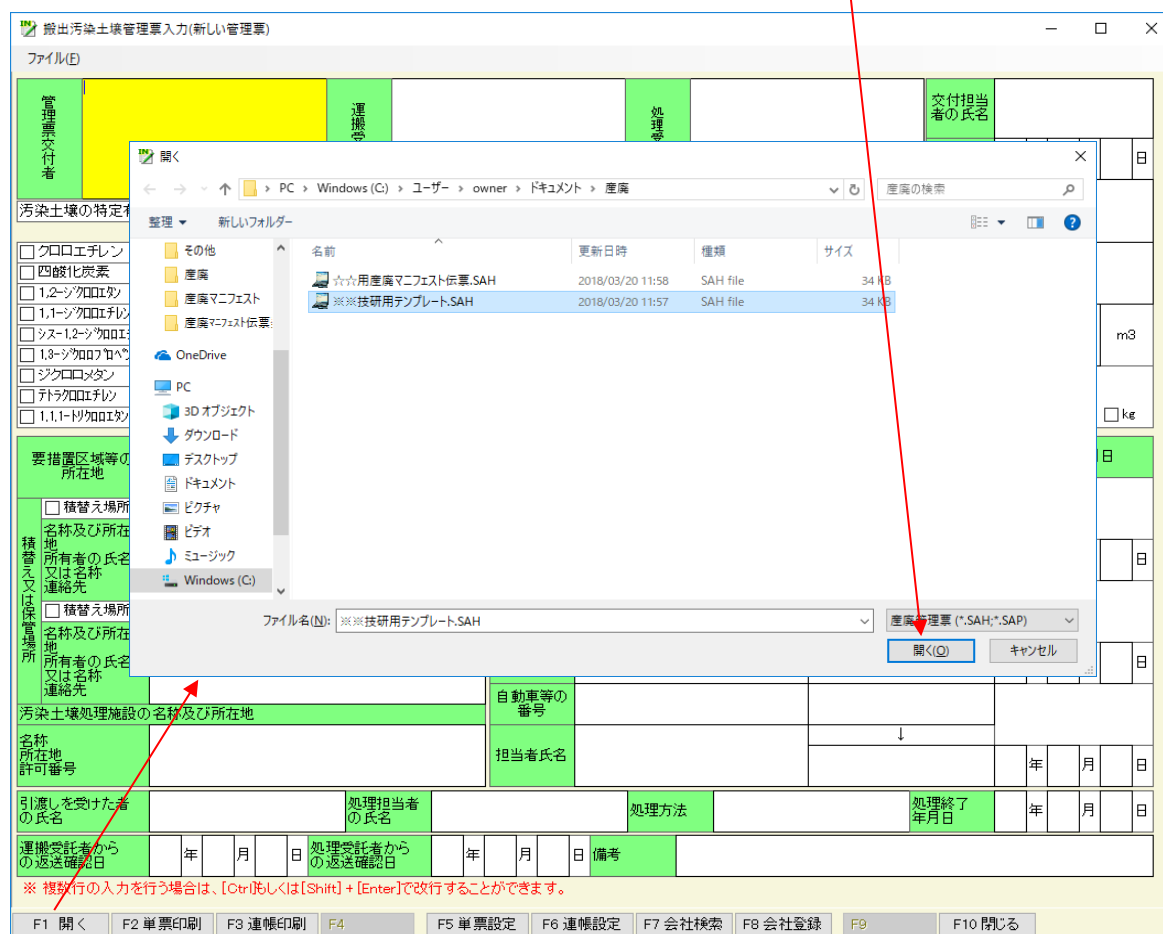 搬出汚染土壌管理票入力(新しい管理票)
ファイル(F)
管理票交付者
運搬受
処理受
交付担当者の氏名
日
汚染土壌の特定有
クロロエチレン
四酸化炭素
1,2-ジクロロエタン
1,1-ジクロロエチレン
シス-1,2-ジクロロエ
1,3-ジクロロプロペ
ジクロロメタン
テトラクロロエチレン
1,1,1-トリクロロエタン
m3
kg
開く
PC › Windows (C:) › ユーザー › owner › ドキュメント › 産廃
産廃の検索
整理 新しいフォルダー
その他
産廃
産廃マニフェスト
産廃マニフェスト伝票
OneDrive
PC
3D オブジェクト
ダウンロード
デスクトップ
ドキュメント
ピクチャ
ビデオ
ミュージック
Windows (C:)
名前 更新日時 種類 サイズ
☆☆用産廃マニフェスト伝票.SAH 2018/03/20 11:58 SAH file 34 KB
※※技研用テンプレート.SAH 2018/03/20 11:57 SAH file 34 KB
ファイル名(N): ※※技研用テンプレート.SAH 産廃管理票 (*.SAH;*.SAP)
開く(O) キャンセル
要措置区域等の
所在地
日
積替え又は保管場所
積替え場所
名称及び所在
地
所有者の氏名
又は名称
連絡先
日
積替え場所
名称及び所在
地
所有者の氏名
又は名称
連絡先
日
自動車等の
番号
汚染土壌処理施設の名称及び所在地
名称
所在地
許可番号
担当者氏名
↓
年 月 日
引渡しを受けた者
の氏名
処理担当者
の氏名
処理方法
処理終了
年月日
年 月 日
運搬受託者から
の返送確認日
年 月 日
処理受託者から
の返送確認日
年 月 日
備考
※ 複数行の入力を行う場合は、[Ctrl]もしくは[Shift]+[Enter]で改行することができます。
F1 開く F2 単票印刷 F3 連帳印刷 F4 F5 単票設定 F6 連帳設定 F7 会社検索 F8 会社登録 F9 F10 閉じる